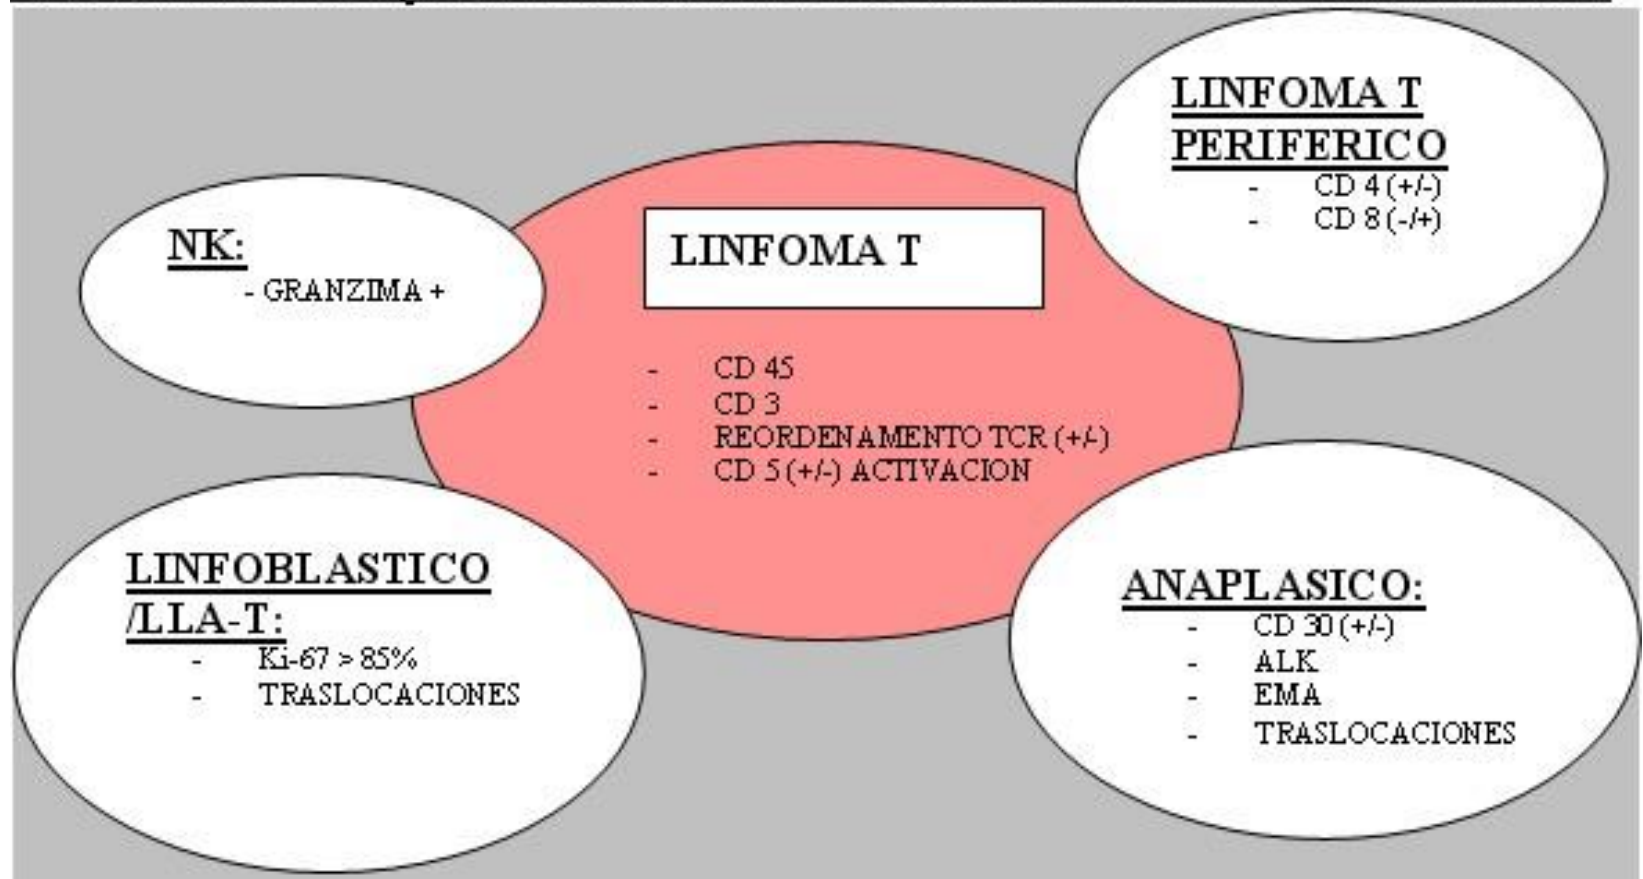 LINFOMA T
PERIFERICO
- CD 4 (+/-)
- CD 8 (-/+)
NK:
- GRANZIMA +
LINFOMA T
- CD 45
- CD 3
- REORDENAMENTO TCR (+/-)
- CD 5 (+/-) ACTIVACION
LINFOBLASTICO
/LLA-T:
- Ki-67 > 85%
- TRASLOCACIONES
ANAPLASICO:
- CD 30 (+/-)
- ALK
- EMA
- TRASLOCACIONES